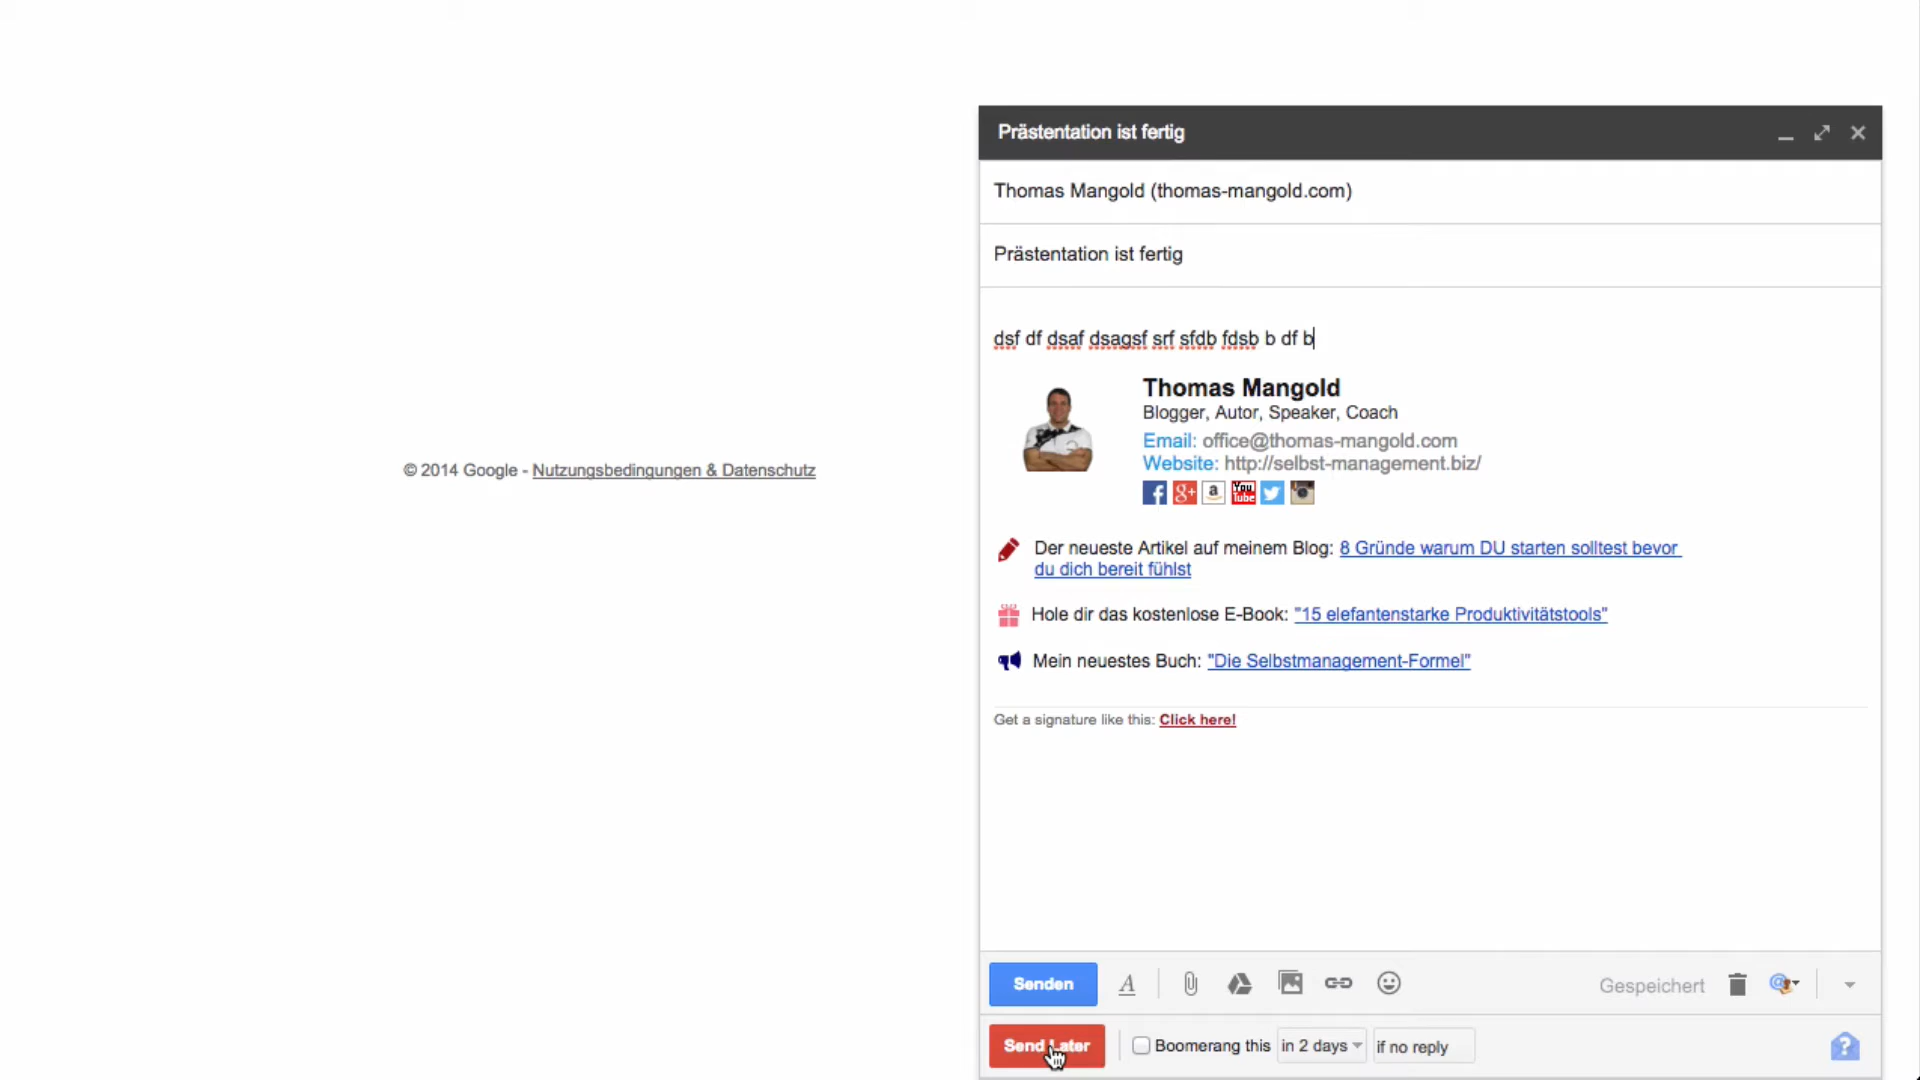 Prästentation ist fertig
Thomas Mangold (thomas-mangold.com)
Prästentation ist fertig
dsf df dsaf dsagsf srf sfdb fdsb b df b
Thomas Mangold
Blogger, Autor, Speaker, Coach
Email: office@thomas-mangold.com
Website: http://selbst-management.biz/
f g+ a You Tube
© 2014 Google - Nutzungsbedingungen & Datenschutz
Der neueste Artikel auf meinem Blog: 8 Gründe warum DU starten solltest bevor
du dich bereit fühlst
Hole dir das kostenlose E-Book: "15 elefantenstarke Produktivitätstools"
Mein neuestes Buch: "Die Selbstmanagement-Formel"
Get a signature like this: Click here!
Senden A Gespeichert
Send Later Boomerang this in 2 days if no reply ?